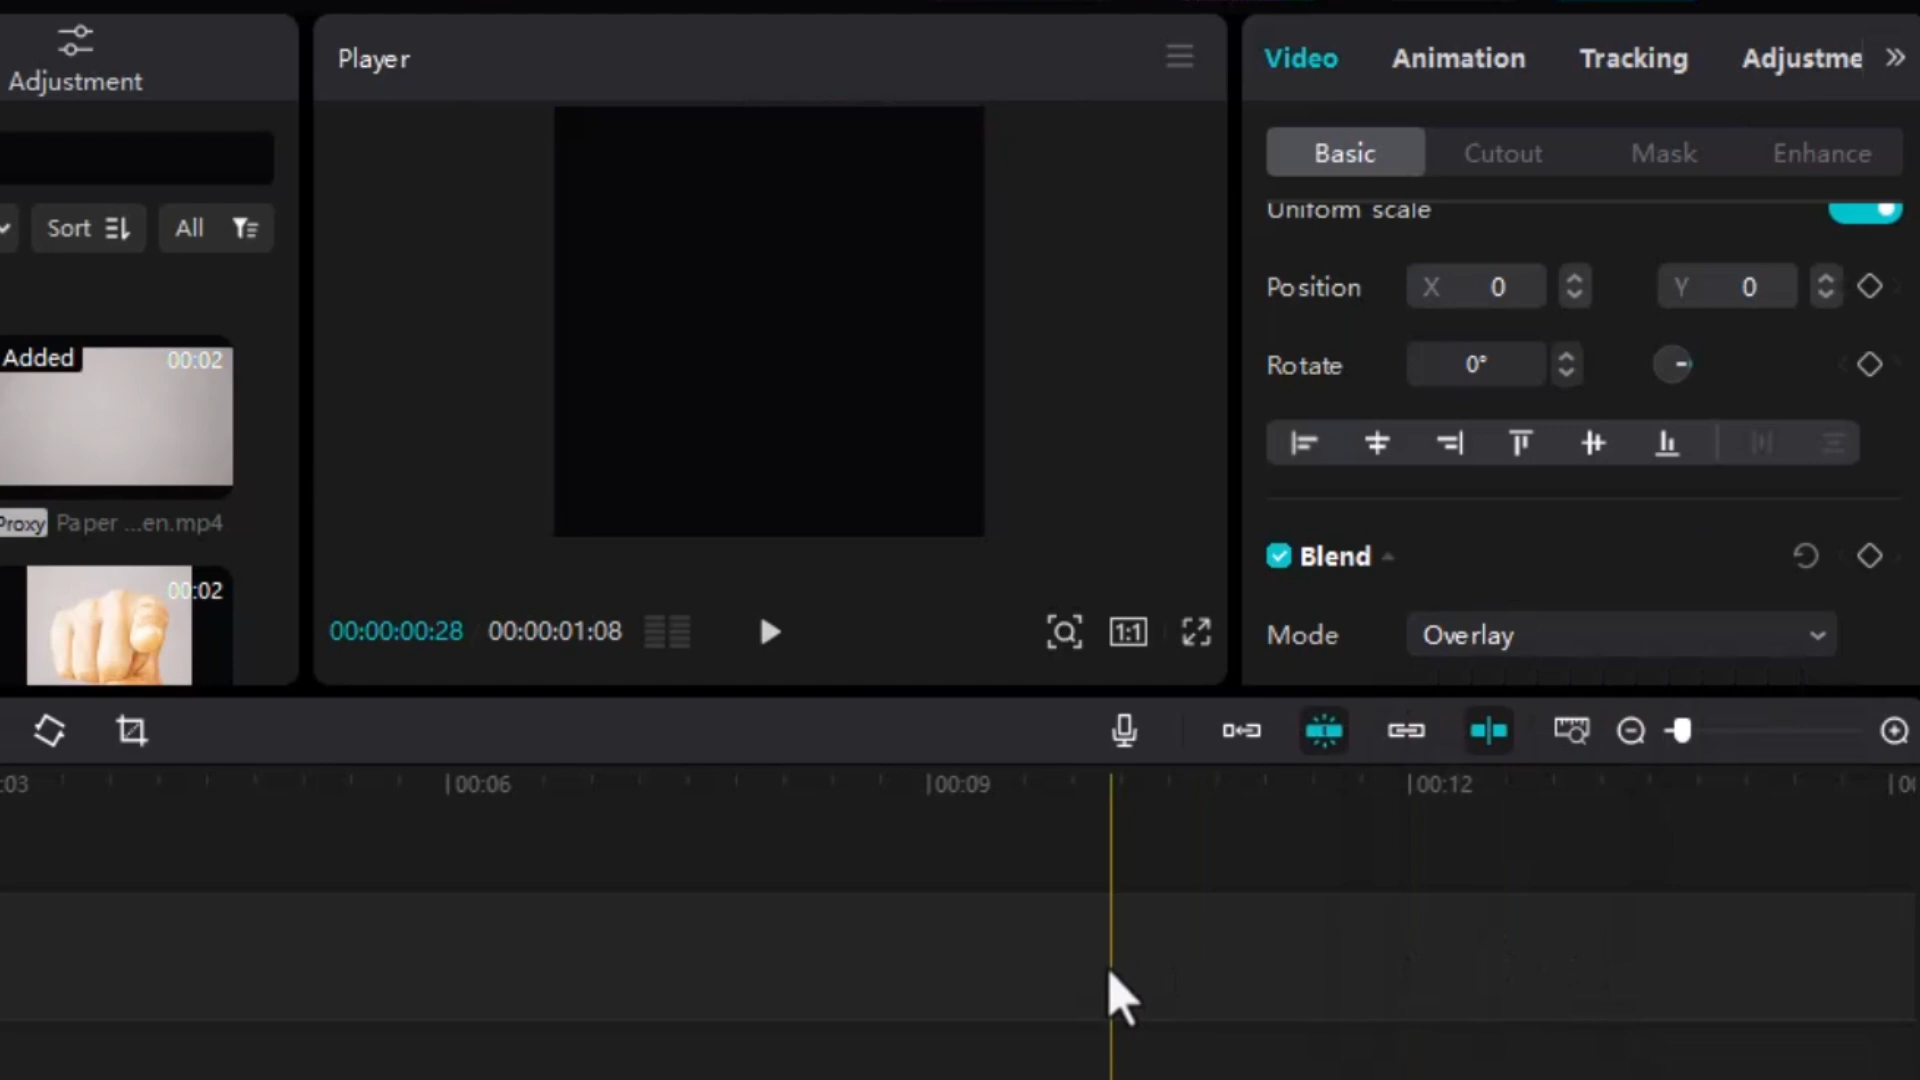 Adjustment
Sort
All
Added
00:02
Proxy
Paper ...en.mp4
00:02
Player
00:00:00:28
00:00:01:08
1:1
Video
Animation
Tracking
Adjustme
Basic
Cutout
Mask
Enhance
Uniform scale
Position X 0 Y 0
Rotate 0°
Blend
Mode Overlay
:03
00:06
00:09
00:12